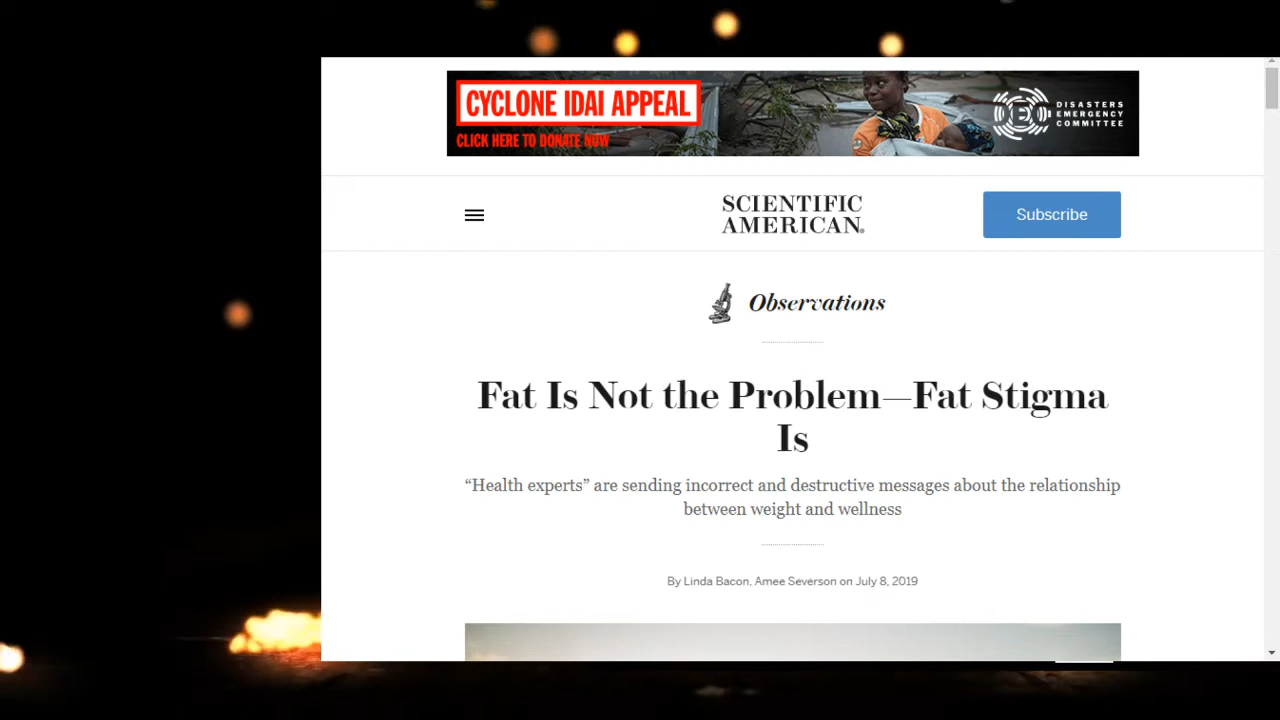 CYCLONE IDAI APPEAL
CLICK HERE TO DONATE NOW
DISASTERS
EMERGENCY
COMMITTEE
SCIENTIFIC
AMERICAN®
Subscribe
Observations
Fat Is Not the Problem—Fat Stigma
Is
“Health experts” are sending incorrect and destructive messages about the relationship
between weight and wellness
By Linda Bacon, Amee Severson on July 8, 2019